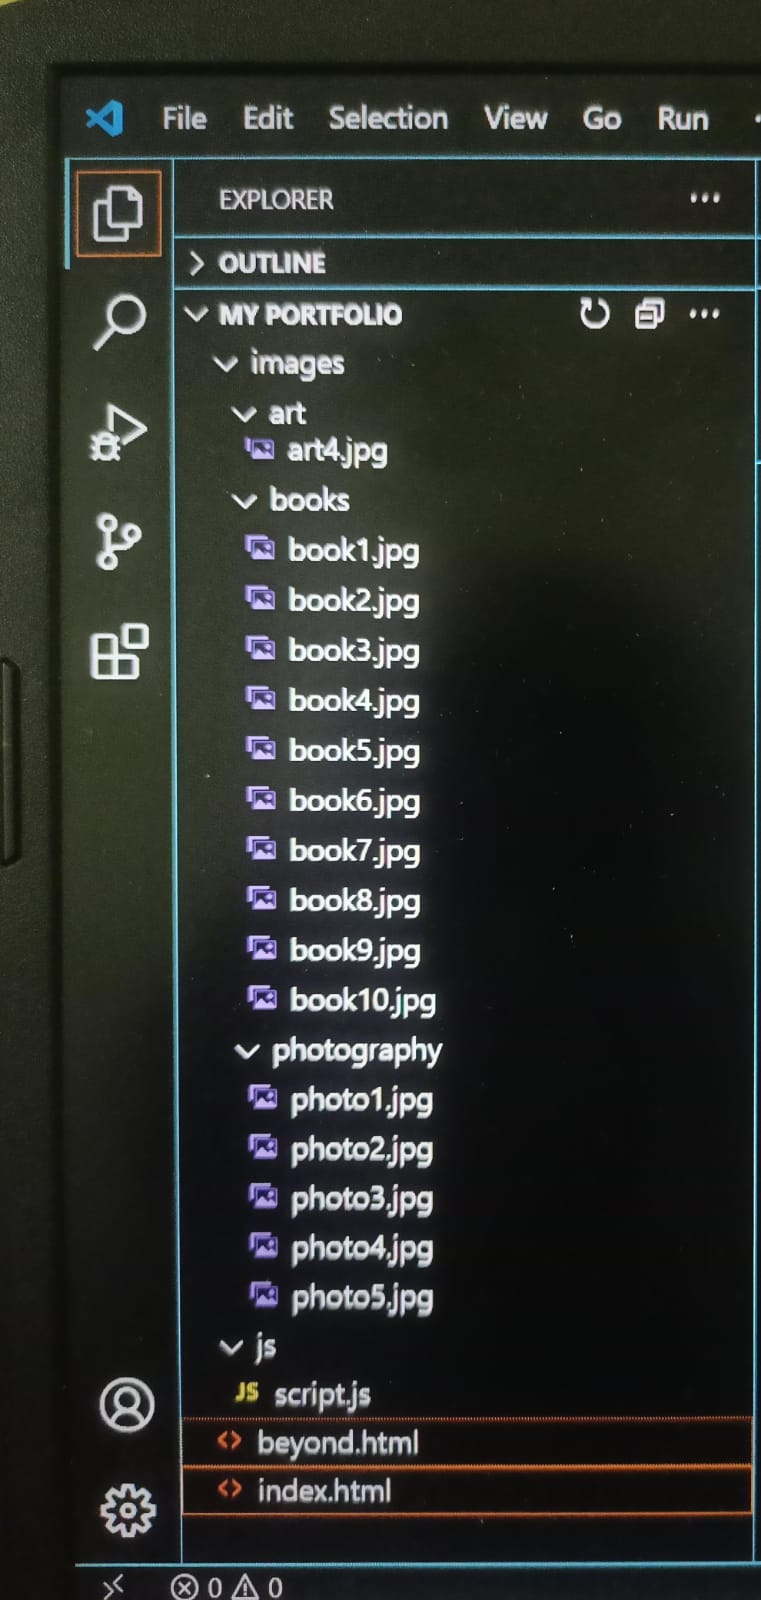 File Edit Selection View Go Run
EXPLORER
OUTLINE
MY PORTFOLIO
images
art
art4.jpg
books
book1.jpg
book2.jpg
book3.jpg
book4.jpg
book5.jpg
book6.jpg
book7.jpg
book8.jpg
book9.jpg
book10.jpg
photography
photo1.jpg
photo2.jpg
photo3.jpg
photo4.jpg
photo5.jpg
js
JS script.js
<> beyond.html
<> index.html
0 0